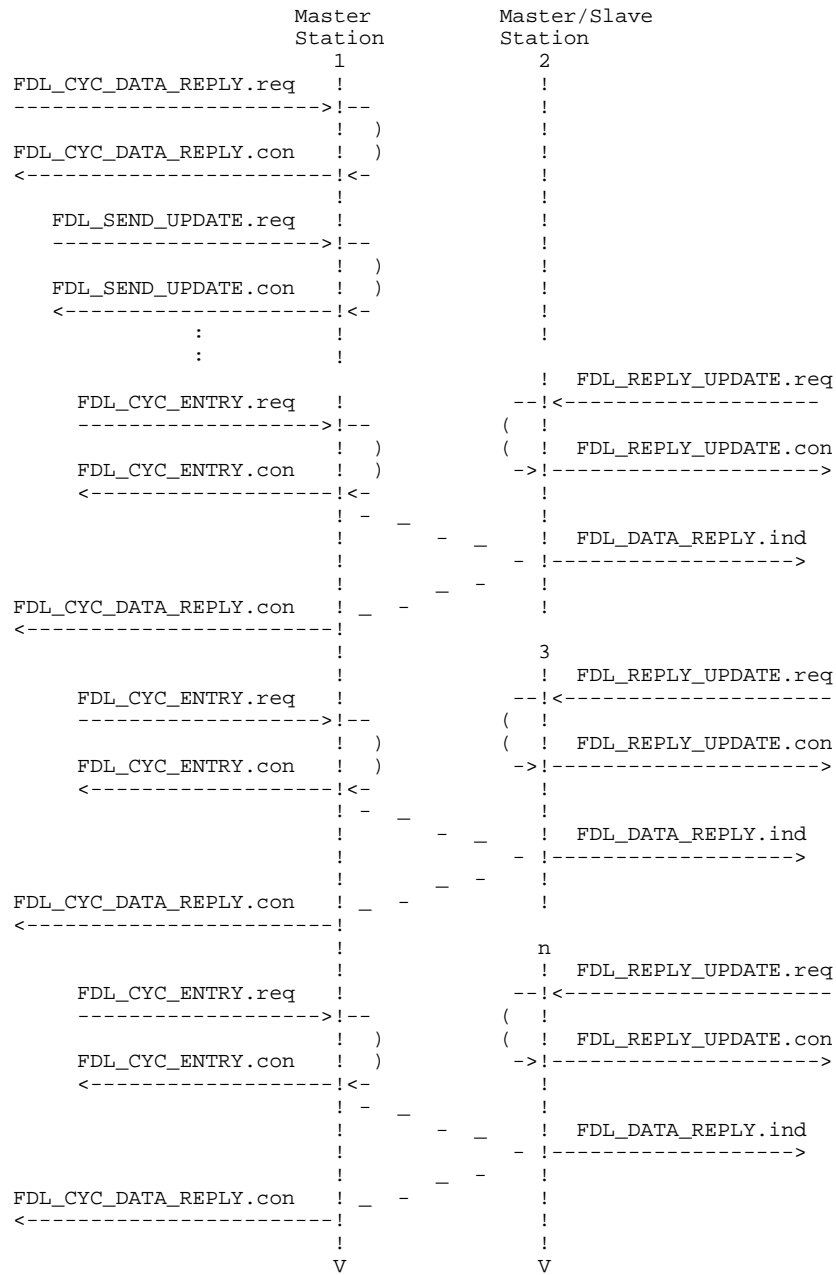 Master Master/Slave
Station Station
1 2
FDL_CYC_DATA_REPLY.req ! !
------------------------>!-- !
! ) !
FDL_CYC_DATA_REPLY.con ! ) !
<------------------------!<- !
! !
FDL_SEND_UPDATE.req ! !
--------------------->!-- !
! ) !
FDL_SEND_UPDATE.con ! ) !
<---------------------!<- !
: ! !
: !
! FDL_REPLY_UPDATE.req
FDL_CYC_ENTRY.req ! --!<--------------------
------------------->!-- ( !
! ) ( ! FDL_REPLY_UPDATE.con
FDL_CYC_ENTRY.con ! ) ->!--------------------->
<-------------------!<- !
! - _ !
! - _ ! FDL_DATA_REPLY.ind
! - !------------------->
! _ - !
FDL_CYC_DATA_REPLY.con ! _ - !
<------------------------!
! 3
! ! FDL_REPLY_UPDATE.req
FDL_CYC_ENTRY.req ! --!<---------------------
------------------->!-- ( !
! ) ( ! FDL_REPLY_UPDATE.con
FDL_CYC_ENTRY.con ! ) ->!--------------------->
<-------------------!<- !
! - _ !
! - _ ! FDL_DATA_REPLY.ind
! - !------------------->
! _ - !
FDL_CYC_DATA_REPLY.con ! _ - !
<------------------------!
! n
! ! FDL_REPLY_UPDATE.req
FDL_CYC_ENTRY.req ! --!<---------------------
------------------->!-- ( !
! ) ( ! FDL_REPLY_UPDATE.con
FDL_CYC_ENTRY.con ! ) ->!--------------------->
<-------------------!<- !
! - _ !
! - _ ! FDL_DATA_REPLY.ind
! - !------------------->
! _ - !
FDL_CYC_DATA_REPLY.con ! _ - !
<------------------------! !
! !
V V